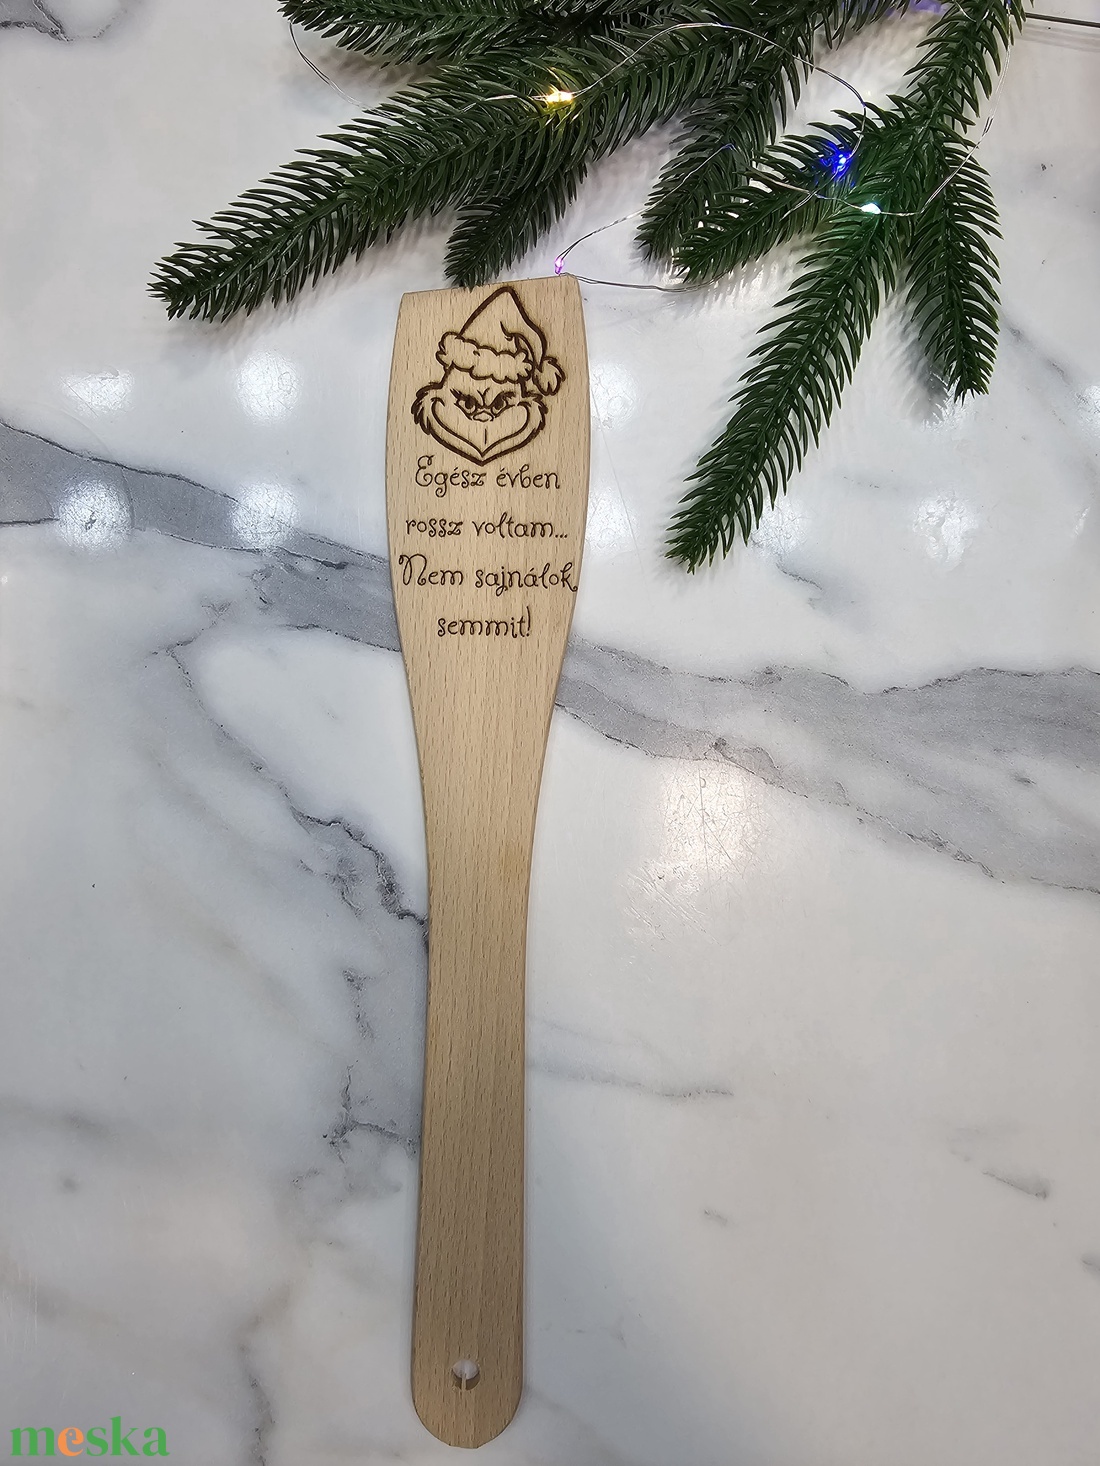 Egész évben
rossz voltam...
Nem sajnálok
semmit!
meska